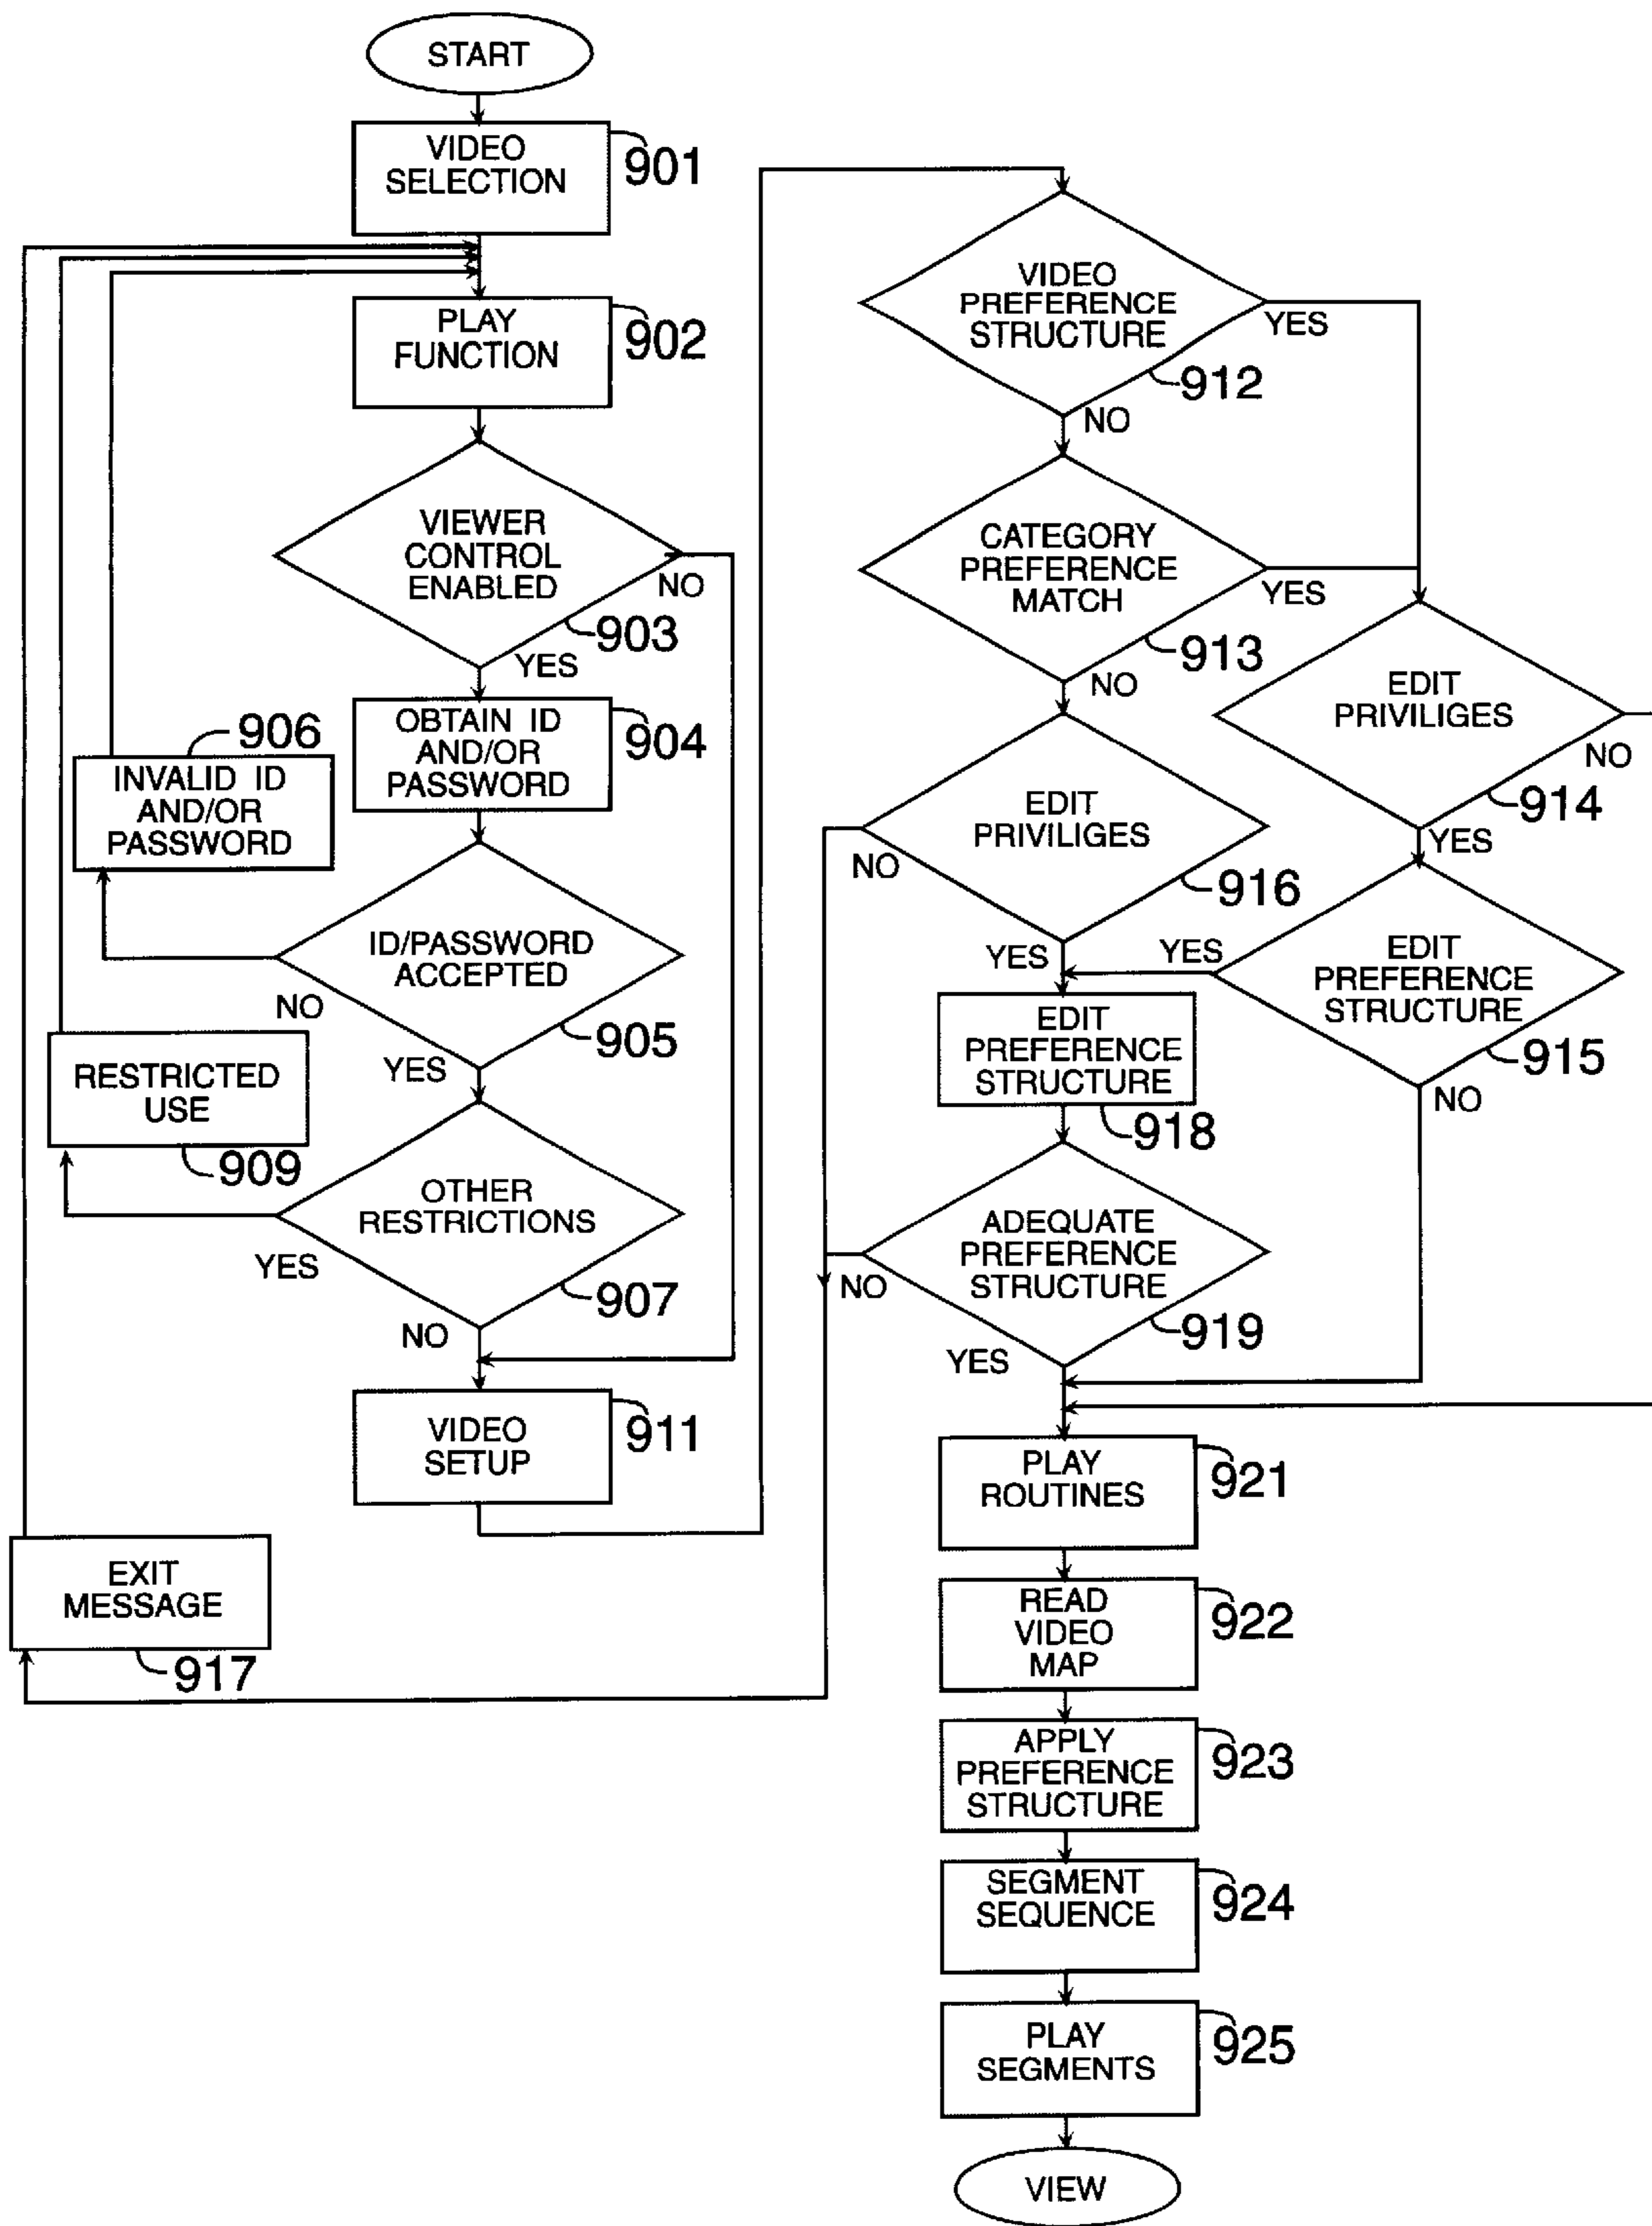 START
VIDEO
SELECTION
901
PLAY
FUNCTION
902
VIEWER
CONTROL
ENABLED
NO
903
YES
OBTAIN ID
AND/OR
PASSWORD
904
906
INVALID ID
AND/OR
PASSWORD
ID/PASSWORD
ACCEPTED
NO
905
YES
RESTRICTED
USE
909
OTHER
RESTRICTIONS
YES
907
NO
VIDEO
SETUP
911
EXIT
MESSAGE
917
VIDEO
PREFERENCE
STRUCTURE
YES
912
NO
CATEGORY
PREFERENCE
MATCH
YES
913
NO
EDIT
PRIVILIGES
NO
914
YES
EDIT
PRIVILIGES
NO
916
YES
EDIT
PREFERENCE
STRUCTURE
YES
915
NO
EDIT
PREFERENCE
STRUCTURE
918
ADEQUATE
PREFERENCE
STRUCTURE
NO
919
YES
PLAY
ROUTINES
921
READ
VIDEO
MAP
922
APPLY
PREFERENCE
STRUCTURE
923
SEGMENT
SEQUENCE
924
PLAY
SEGMENTS
925
VIEW